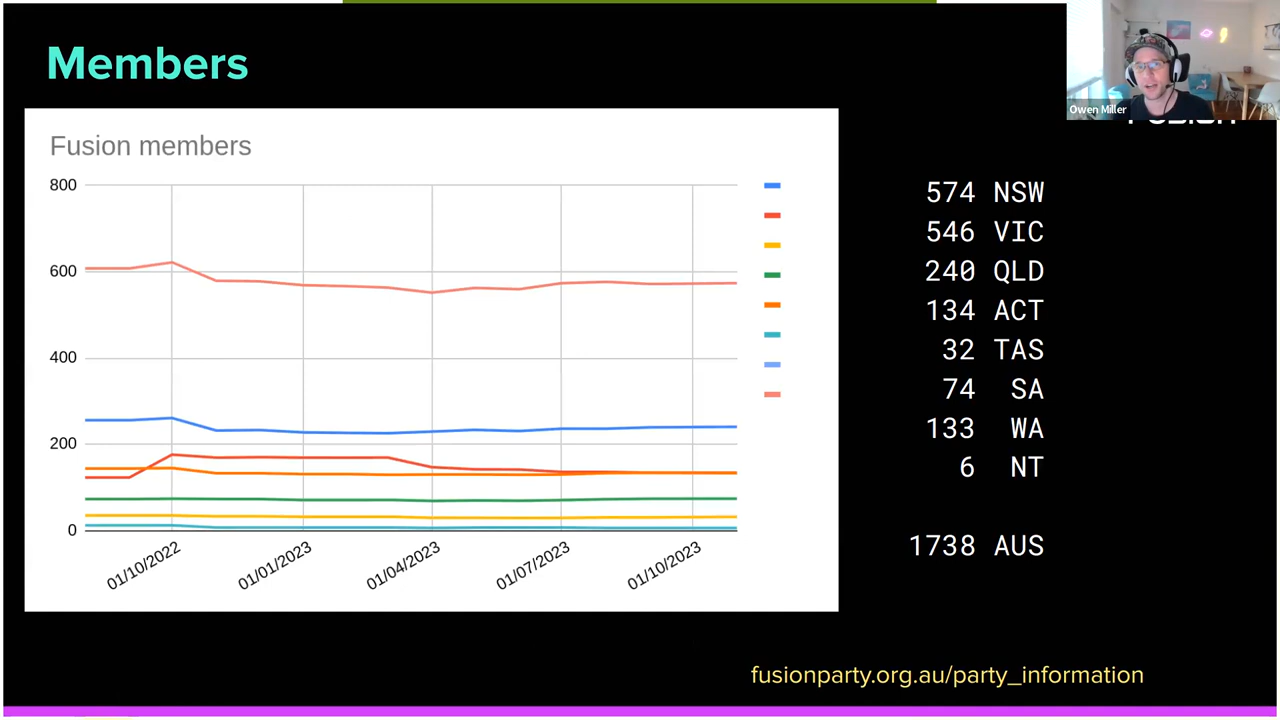 Members
Owen Miller
Fusion members
800
600
400
200
0
01/10/2022
01/01/2023
01/04/2023
01/07/2023
01/10/2023
574 NSW
546 VIC
240 QLD
134 ACT
32 TAS
74 SA
133 WA
6 NT
1738 AUS
fusionparty.org.au/party_information